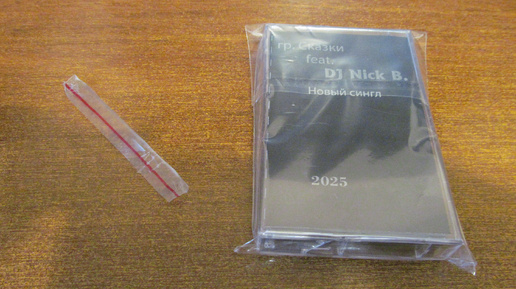 гр. Сказки
feat.
DJ Nick B.
Новый сингл
2025